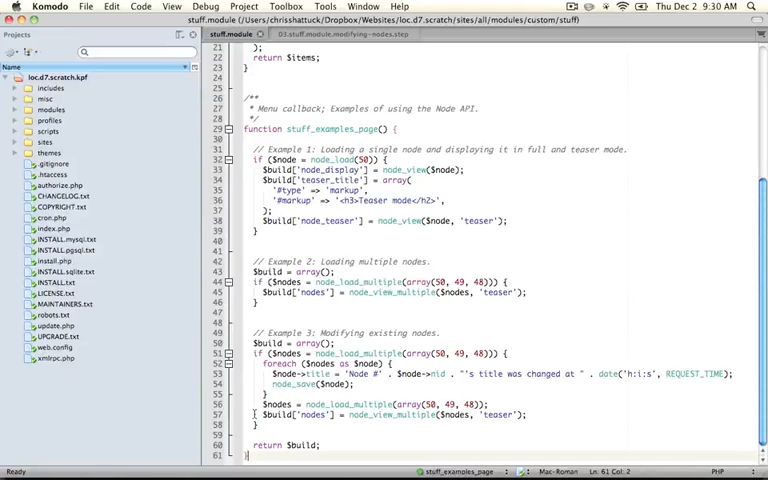 Komodo File Edit Code View Debug Project Toolbox Tools Window Help Thu Dec 2 9:30 AM
stuff.module (/Users/chrisshattuck/Dropbox/Websites/loc.d7.scratch/sites/all/modules/custom/stuff)
Projects
stuff.module 03.stuff.module.modifying-nodes.step
Name
loc.d7.scratch.kpf
includes
misc
modules
profiles
scripts
sites
themes
.gitignore
.htaccess
authorize.php
CHANGELOG.txt
COPYRIGHT.txt
cron.php
index.php
INSTALL.mysql.txt
INSTALL.pgsql.txt
install.php
INSTALL.sqlite.txt
INSTALL.txt
LICENSE.txt
MAINTAINERS.txt
robots.txt
update.php
UPGRADE.txt
web.config
xmlrpc.php
21 );
22 return $items;
23 }
24
25
26 /**
27 * Menu callback; Examples of using the Node API.
28 */
29 function stuff_examples_page() {
30
31 // Example 1: Loading a single node and displaying it in full and teaser mode.
32 if ($node = node_load(50)) {
33 $build['node_display'] = node_view($node);
34 $build['teaser_title'] = array(
35 '#type' => 'markup',
36 '#markup' => '<h3>Teaser mode</h2>',
37 );
38 $build['node_teaser'] = node_view($node, 'teaser');
39 }
40
41
42 // Example 2: Loading multiple nodes.
43 $build = array();
44 if ($nodes = node_load_multiple(array(50, 49, 48))) {
45 $build['nodes'] = node_view_multiple($nodes, 'teaser');
46 }
47
48
49 // Example 3: Modifying existing nodes.
50 $build = array();
51 if ($nodes = node_load_multiple(array(50, 49, 48))) {
52 foreach ($nodes as $node) {
53 $node->title = 'Node #' . $node->nid . "'s title was changed at " . date('h:i:s', REQUEST_TIME);
54 node_save($node);
55 }
56 $nodes = node_load_multiple(array(50, 49, 48));
57 $build['nodes'] = node_view_multiple($nodes, 'teaser');
58 }
59
60 return $build;
61 }
Ready stuff_examples_page Mac-Roman Ln: 61 Col: 2 PHP